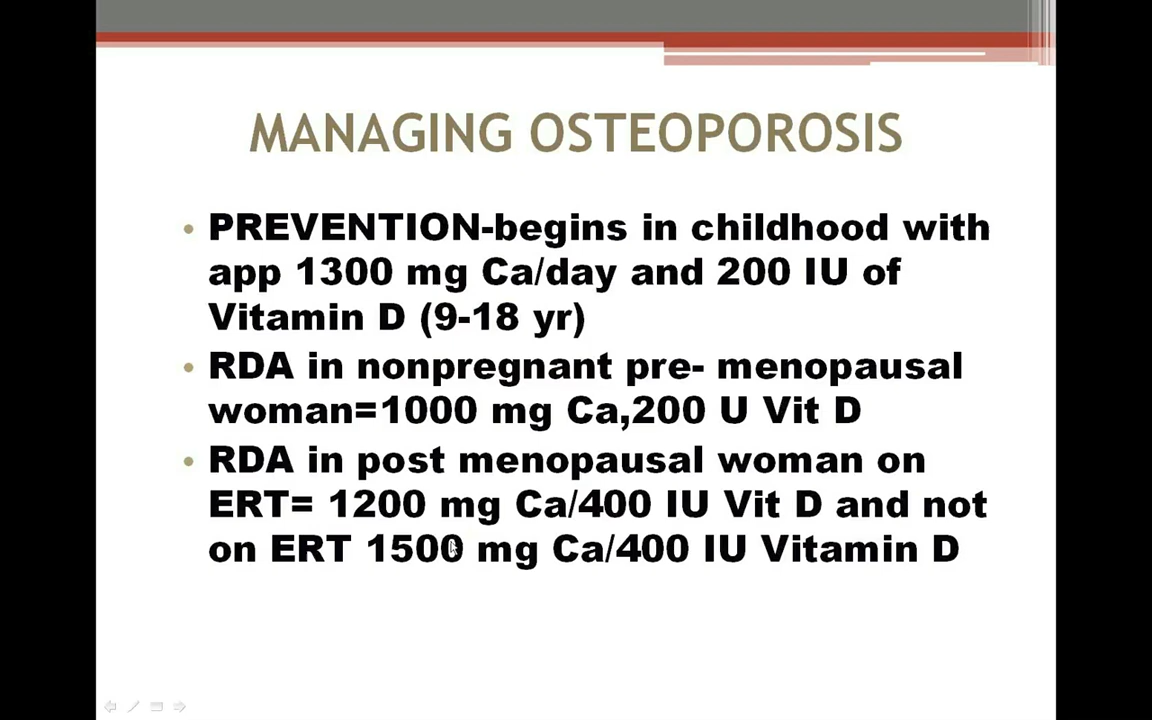 MANAGING OSTEOPOROSIS
• PREVENTION-begins in childhood with
app 1300 mg Ca/day and 200 IU of
Vitamin D (9-18 yr)
• RDA in nonpregnant pre- menopausal
woman=1000 mg Ca,200 U Vit D
• RDA in post menopausal woman on
ERT= 1200 mg Ca/400 IU Vit D and not
on ERT 1500 mg Ca/400 IU Vitamin D